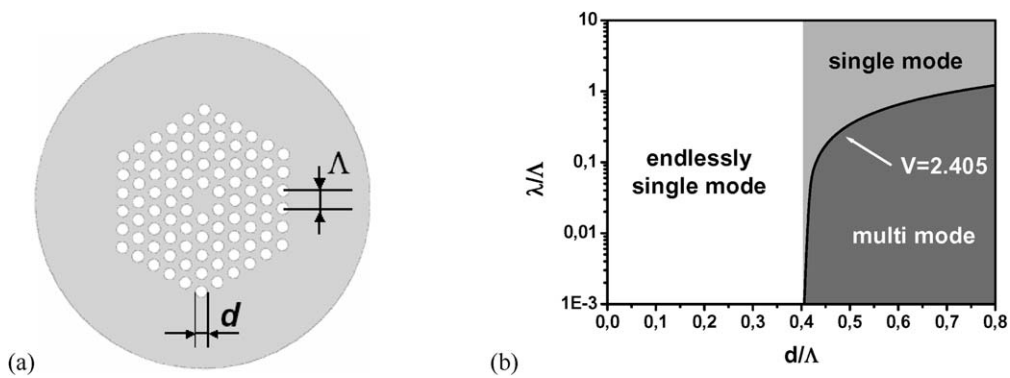 Λ
d
(a)
10
1
0,1
0,01
1E-3
λ/Λ
single mode
endlessly
single mode
V=2.405
multi mode
0,0 0,1 0,2 0,3 0,4 0,5 0,6 0,7 0,8
d/Λ
(b)